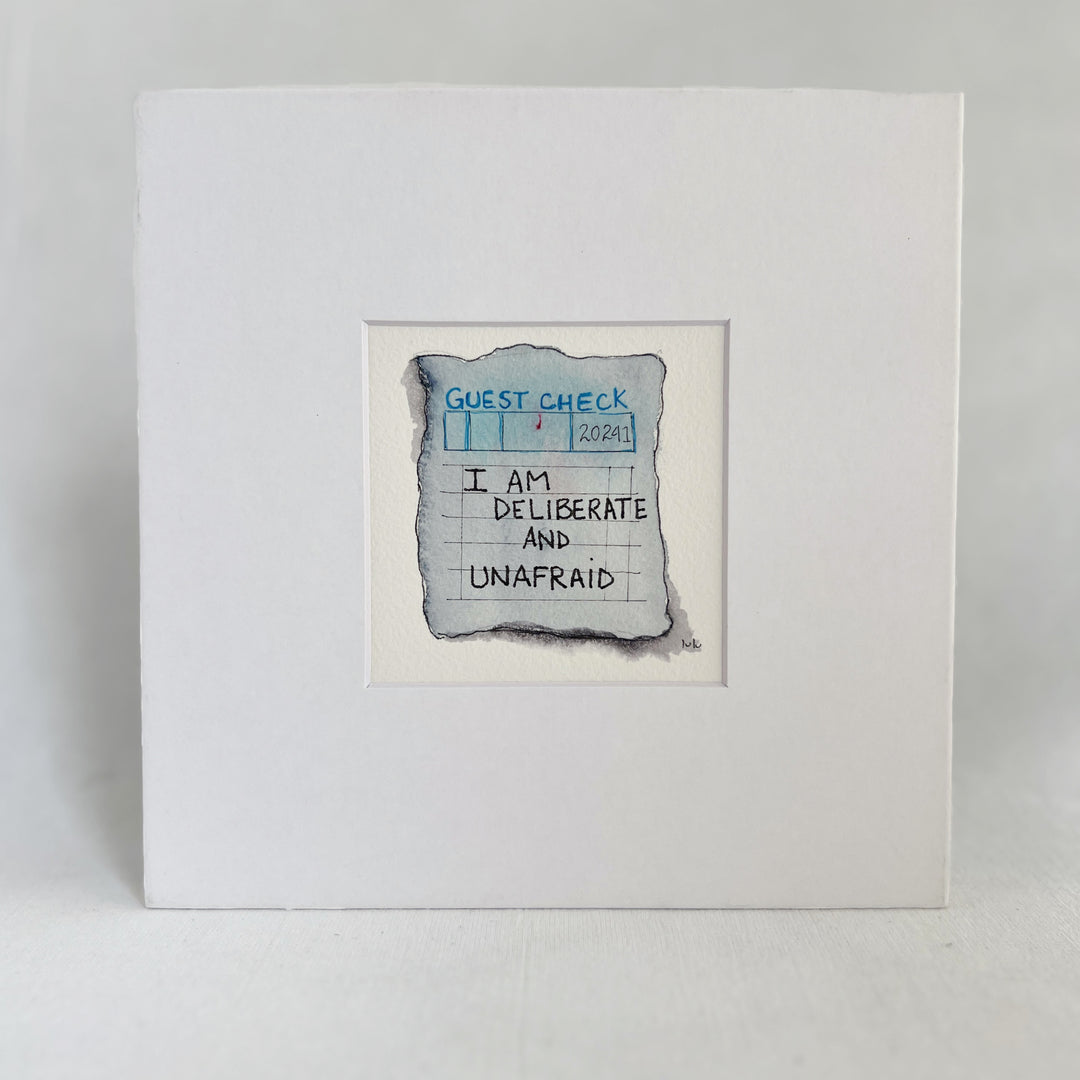 GUEST CHECK
20241
I AM
DELIBERATE
AND
UNAFRAID